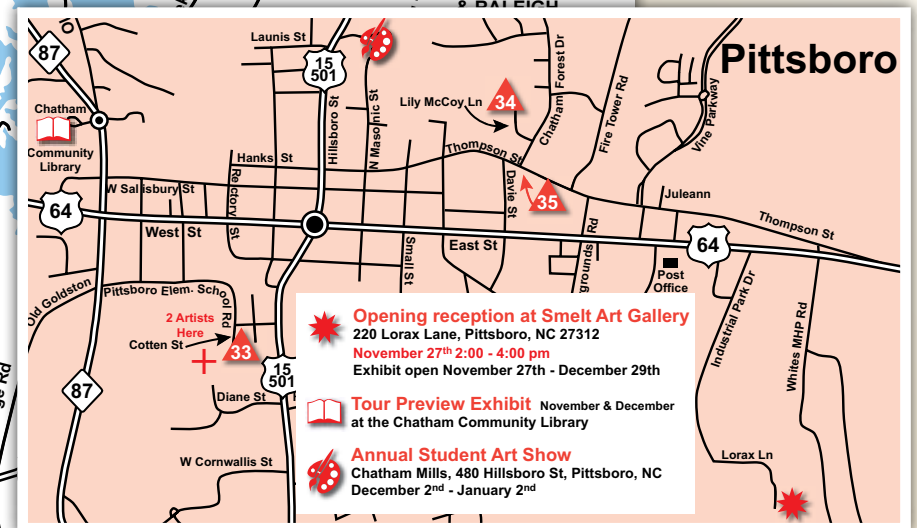 & RALEIGH
Pittsboro
87
Launis St
15
501
Chatham
Community
Library
Hillsboro St
N Masonic St
Lily McCoy Ln
34
Chatham Forest Dr
Fire Tower Rd
Vine Parkway
Hanks St
Thompson St
W Salisbury St
Rectory St
Davie St
35
Juleann
64
West St
Small St
East St
grounds Rd
64
Thompson St
Post
Office
Old Goldston
Pittsboro Elem. School Rd
2 Artists
Here
Cotten St
33
15
501
87
Diane St
W Cornwallis St
Industrial Park Dr
Whites MHP Rd
Lorax Ln
Opening reception at Smelt Art Gallery
220 Lorax Lane, Pittsboro, NC 27312
November 27th 2:00 - 4:00 pm
Exhibit open November 27th - December 29th
Tour Preview Exhibit November & December
at the Chatham Community Library
Annual Student Art Show
Chatham Mills, 480 Hillsboro St, Pittsboro, NC
December 2nd - January 2nd